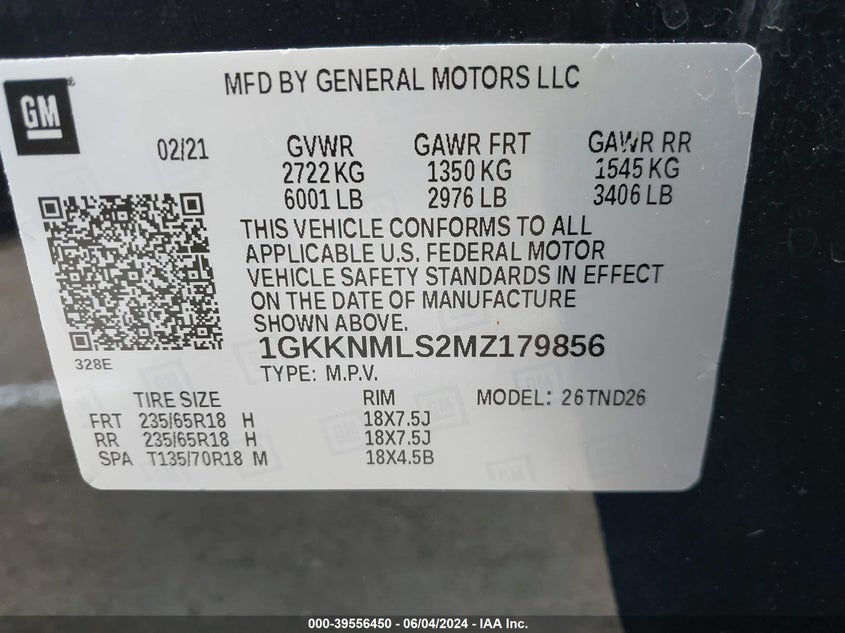 MFD BY GENERAL MOTORS LLC
GM®
02/21 GVWR GAWR FRT GAWR RR
2722 KG 1350 KG 1545 KG
6001 LB 2976 LB 3406 LB
THIS VEHICLE CONFORMS TO ALL
APPLICABLE U.S. FEDERAL MOTOR
VEHICLE SAFETY STANDARDS IN EFFECT
ON THE DATE OF MANUFACTURE
SHOWN ABOVE.
1GKKNMLS2MZ179856
328E
TYPE: M.P.V.
TIRE SIZE RIM MODEL: 26TND26
FRT 235/65R18 H 18X7.5J
RR 235/65R18 H 18X7.5J
SPA T135/70R18 M 18X4.5B
000-39556450 - 06/04/2024 - IAA Inc.